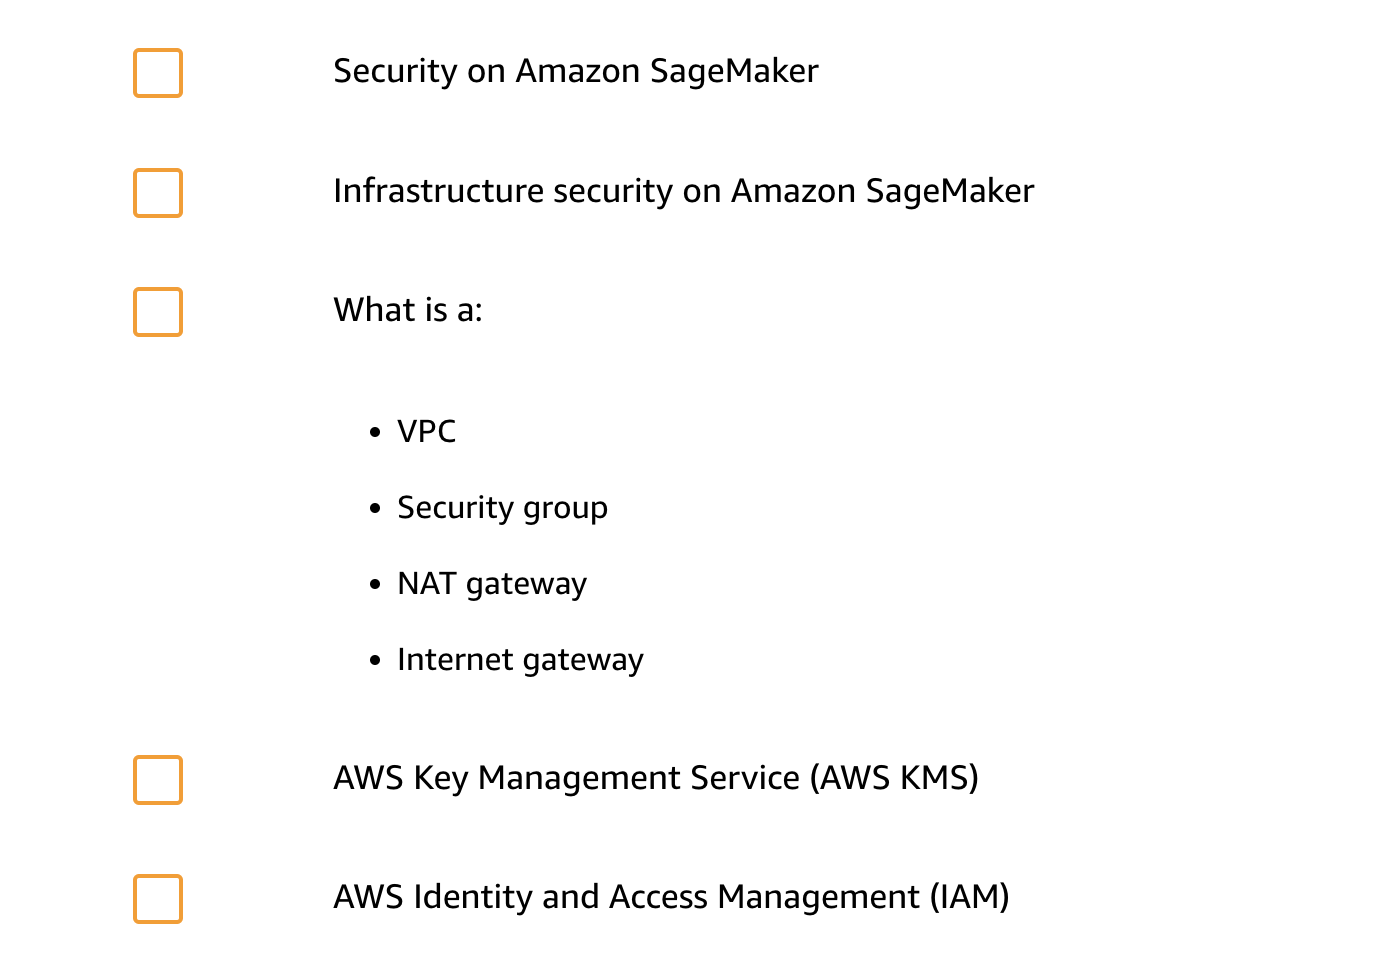 Security on Amazon SageMaker
Infrastructure security on Amazon SageMaker
What is a:
• VPC
• Security group
• NAT gateway
• Internet gateway
AWS Key Management Service (AWS KMS)
AWS Identity and Access Management (IAM)